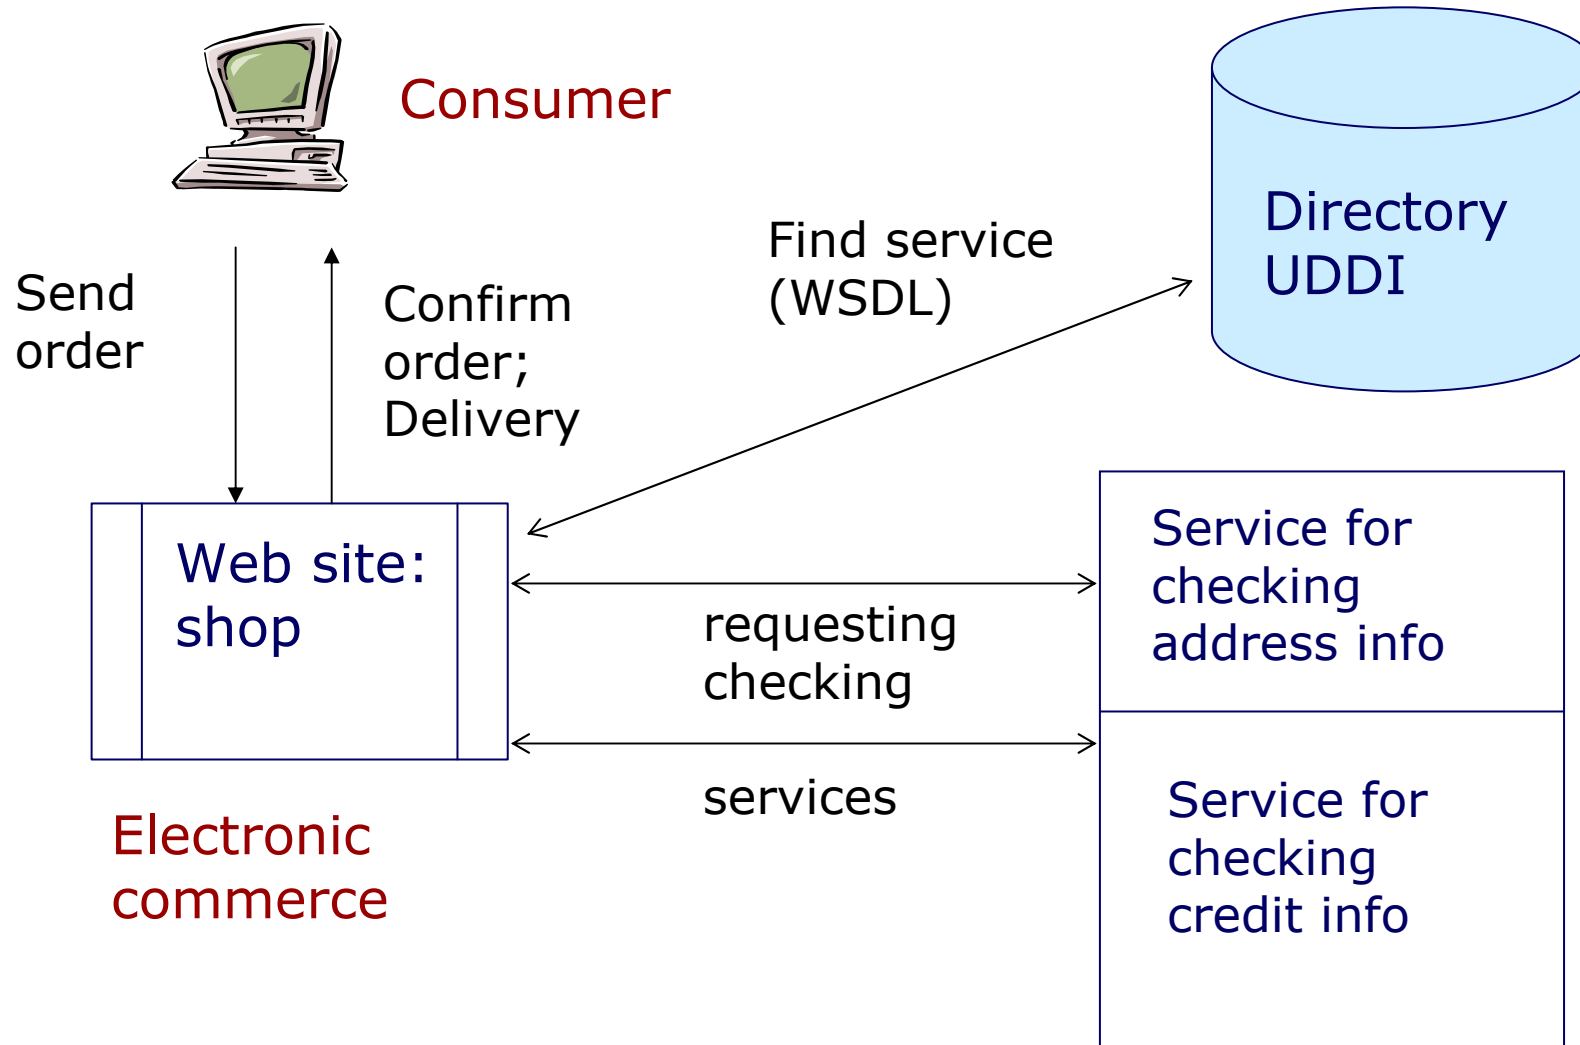 Consumer
Directory
UDDI
Find service
(WSDL)
Send
order
Confirm
order;
Delivery
Web site:
shop
Service for
checking
address info
requesting
checking
services
Service for
checking
credit info
Electronic
commerce